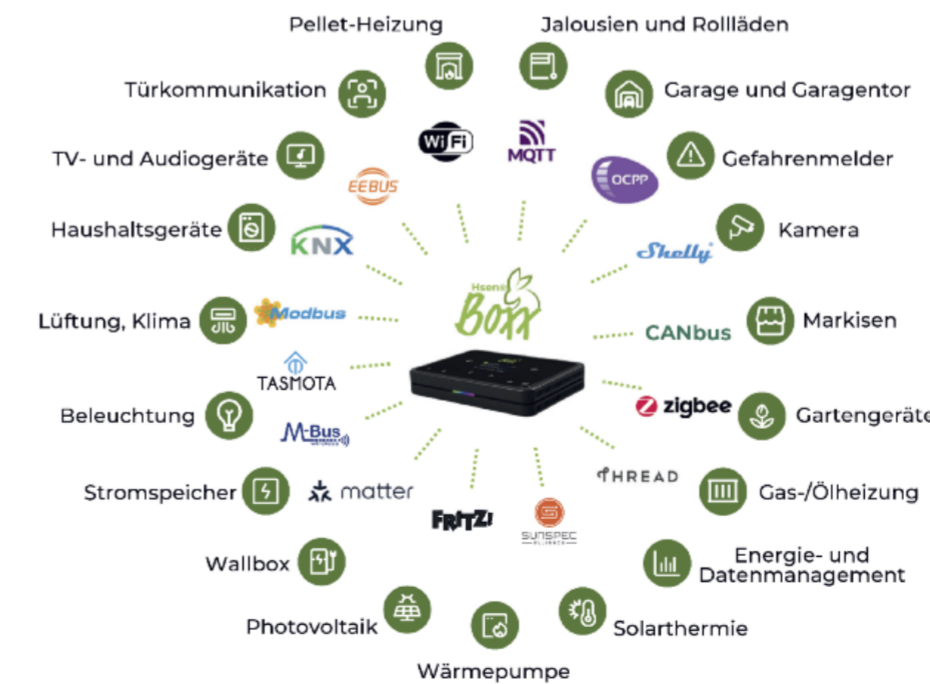 Pellet-Heizung
Jalousien und Rollläden
Türkommunikation
Garage und Garagentor
WiFi
MQTT
TV- und Audiogeräte
Gefahrenmelder
EEBUS
OCPP
Haushaltsgeräte
Kamera
KNX
Shelly
Hsen
Boxx
Lüftung, Klima
Modbus
Markisen
CANbus
TASMOTA
zigbee
Beleuchtung
Gartengeräte
M-Bus
THREAD
Stromspeicher
matter
Gas-/Ölheizung
FRITZ!
SUNSPEC
ALLIANCE
Wallbox
Energie- und
Datenmanagement
Photovoltaik
Solarthermie
Wärmepumpe